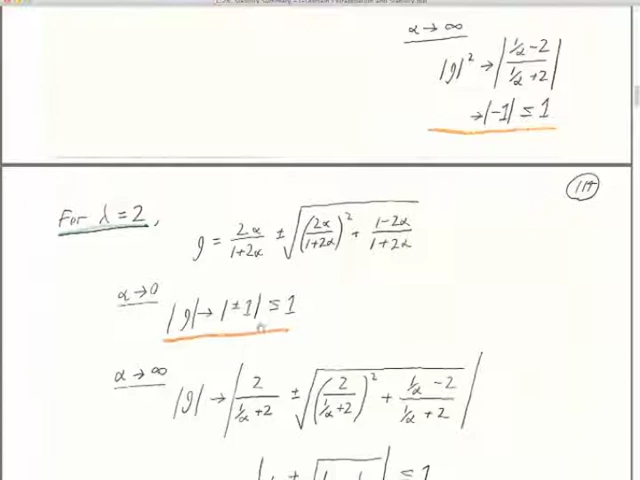 α → ∞
|g|² → |(1/α − 2)/(1/α + 2)|
→ |−1| ≤ 1
114
For λ = 2,
g = 2α/(1+2α) ± √((2α/(1+2α))² + (1−2α)/(1+2α))
α → 0
|g| → |±1| ≤ 1
α → ∞ |g| → |2/(1/α + 2) ± √((2/(1/α + 2))² + (1/α − 2)/(1/α + 2))|
≤ 1